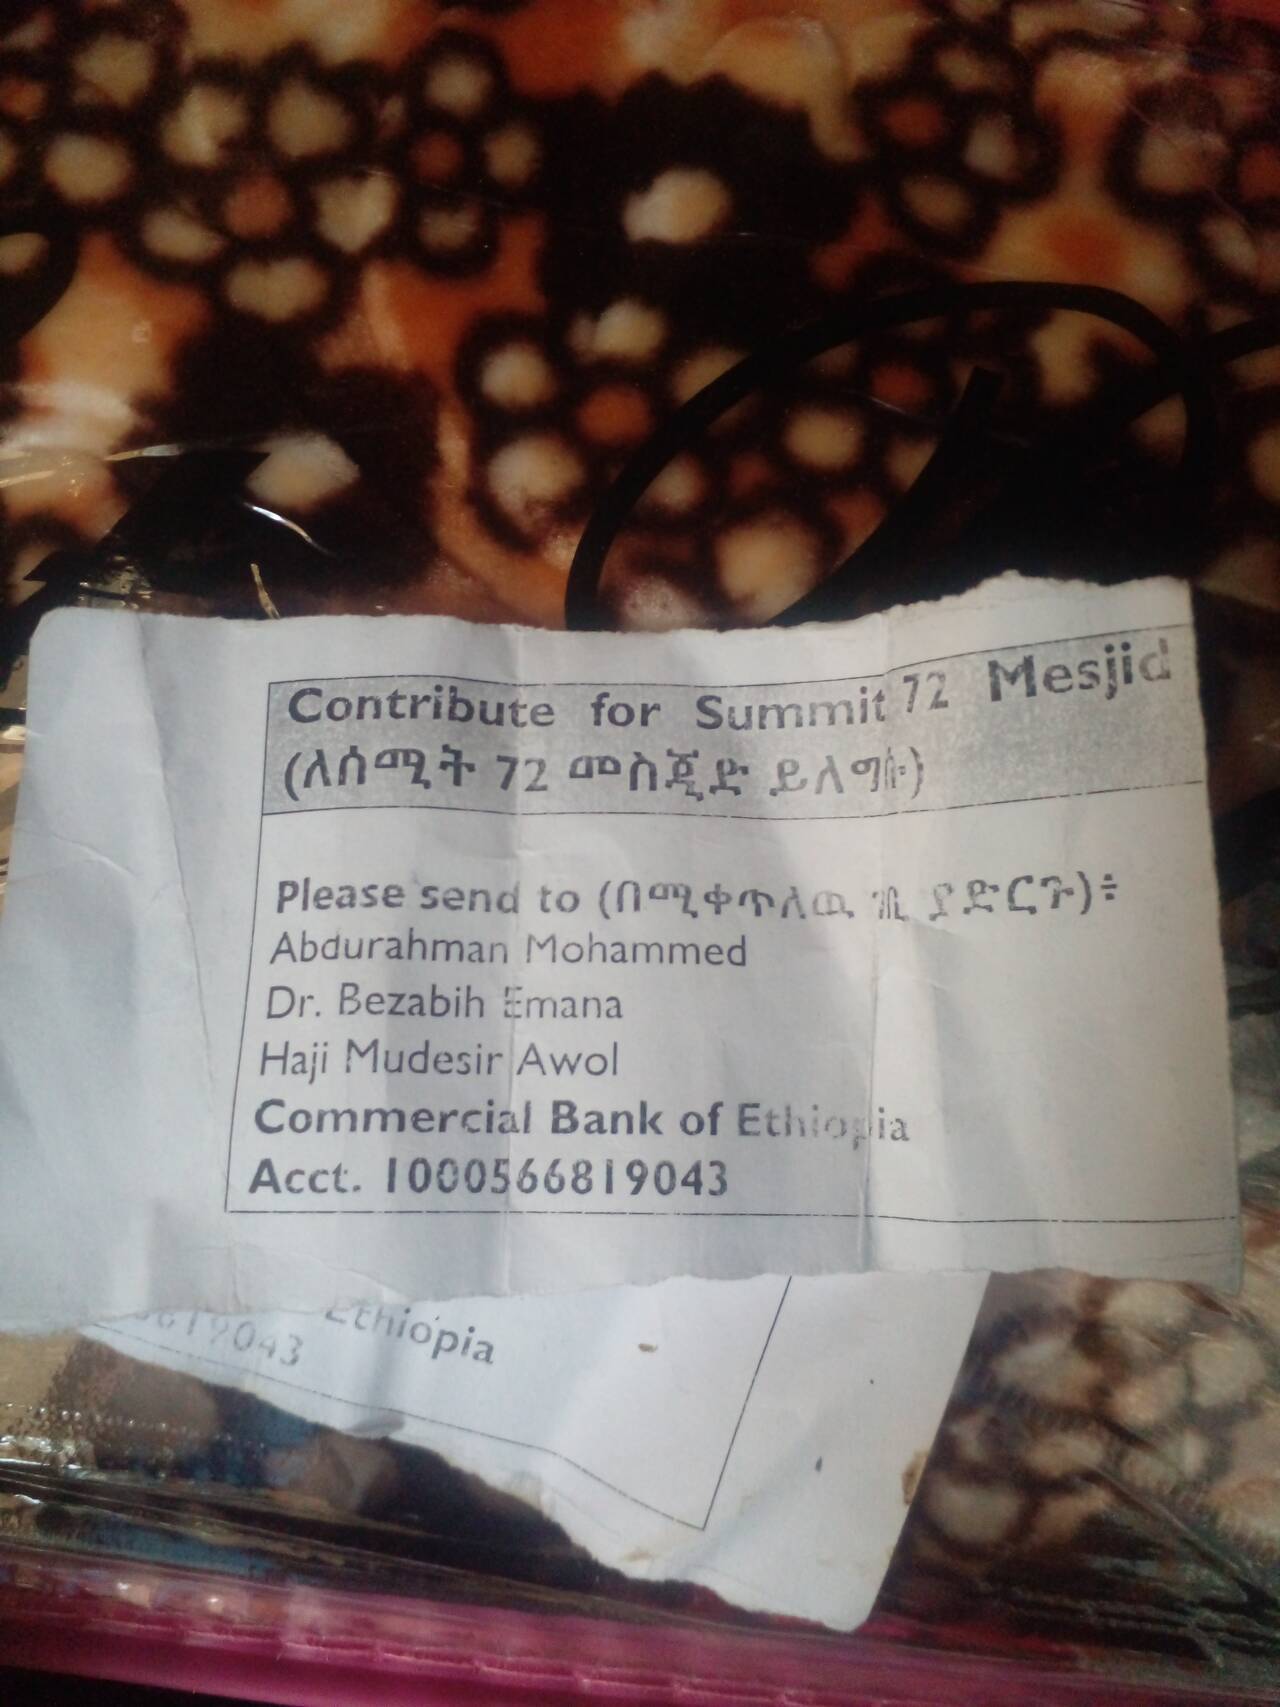 Contribute for Summit 72 Mesjid
(ለሰሚት 72 መስጂድ ይለግሱ)
Please send to (በሚቀጥለዉ ገቢ ያድርጉ)፥
Abdurahman Mohammed
Dr. Bezabih Emana
Haji Mudesir Awol
Commercial Bank of Ethiopia
Acct. 1000566819043
Ethiopia
6819043